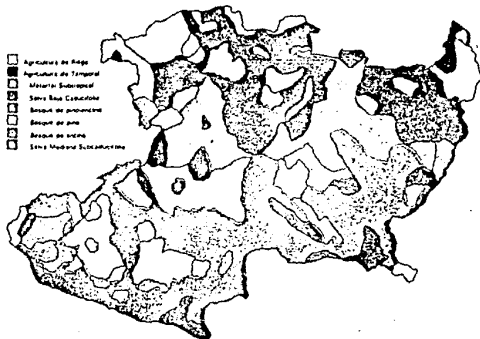 Agricultura de Riego
Agricultura de Temporal
Matorral Subtropical
Selva Baja Caducifolia
Bosque de pino-encino
Bosque de pino
Bosque de encino
Selva Mediana Subcaducifolia